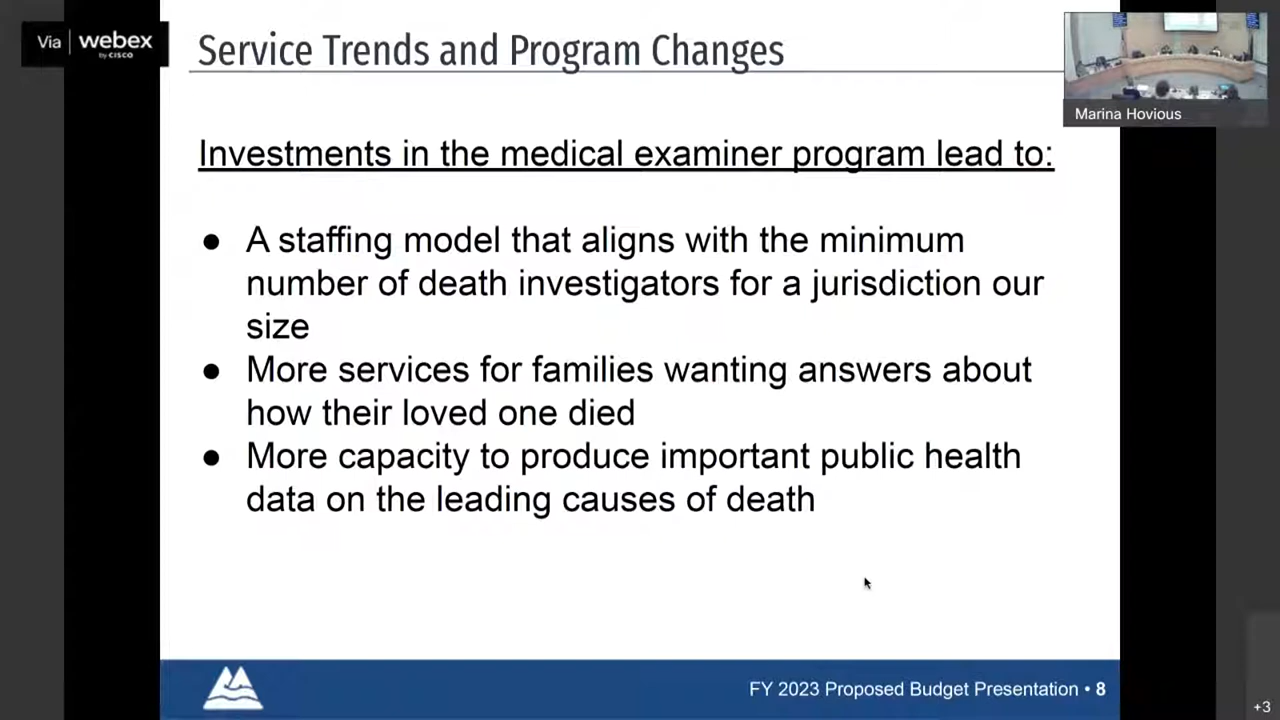 Via webex
by CISCO
Service Trends and Program Changes
Marina Hovious
Investments in the medical examiner program lead to:
● A staffing model that aligns with the minimum
number of death investigators for a jurisdiction our
size
● More services for families wanting answers about
how their loved one died
● More capacity to produce important public health
data on the leading causes of death
FY 2023 Proposed Budget Presentation • 8
+3